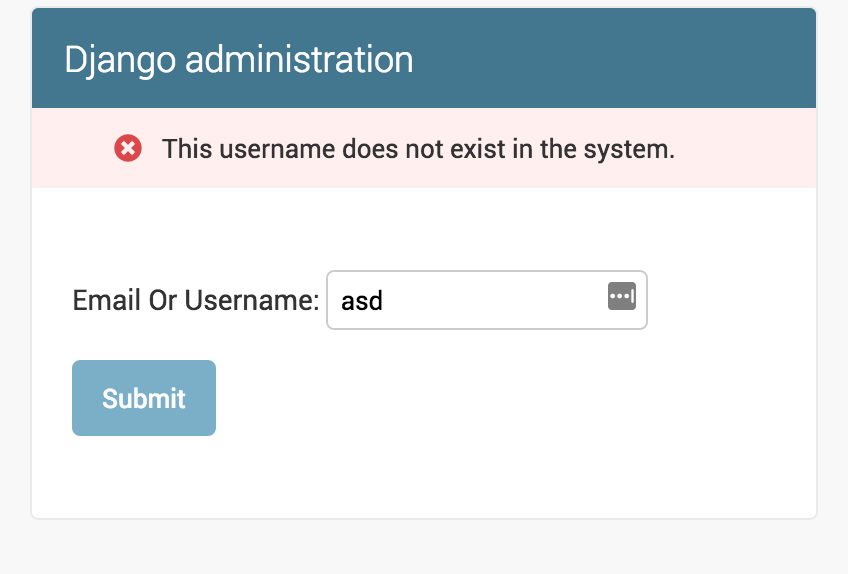 Django administration
This username does not exist in the system.
Email Or Username: asd
Submit